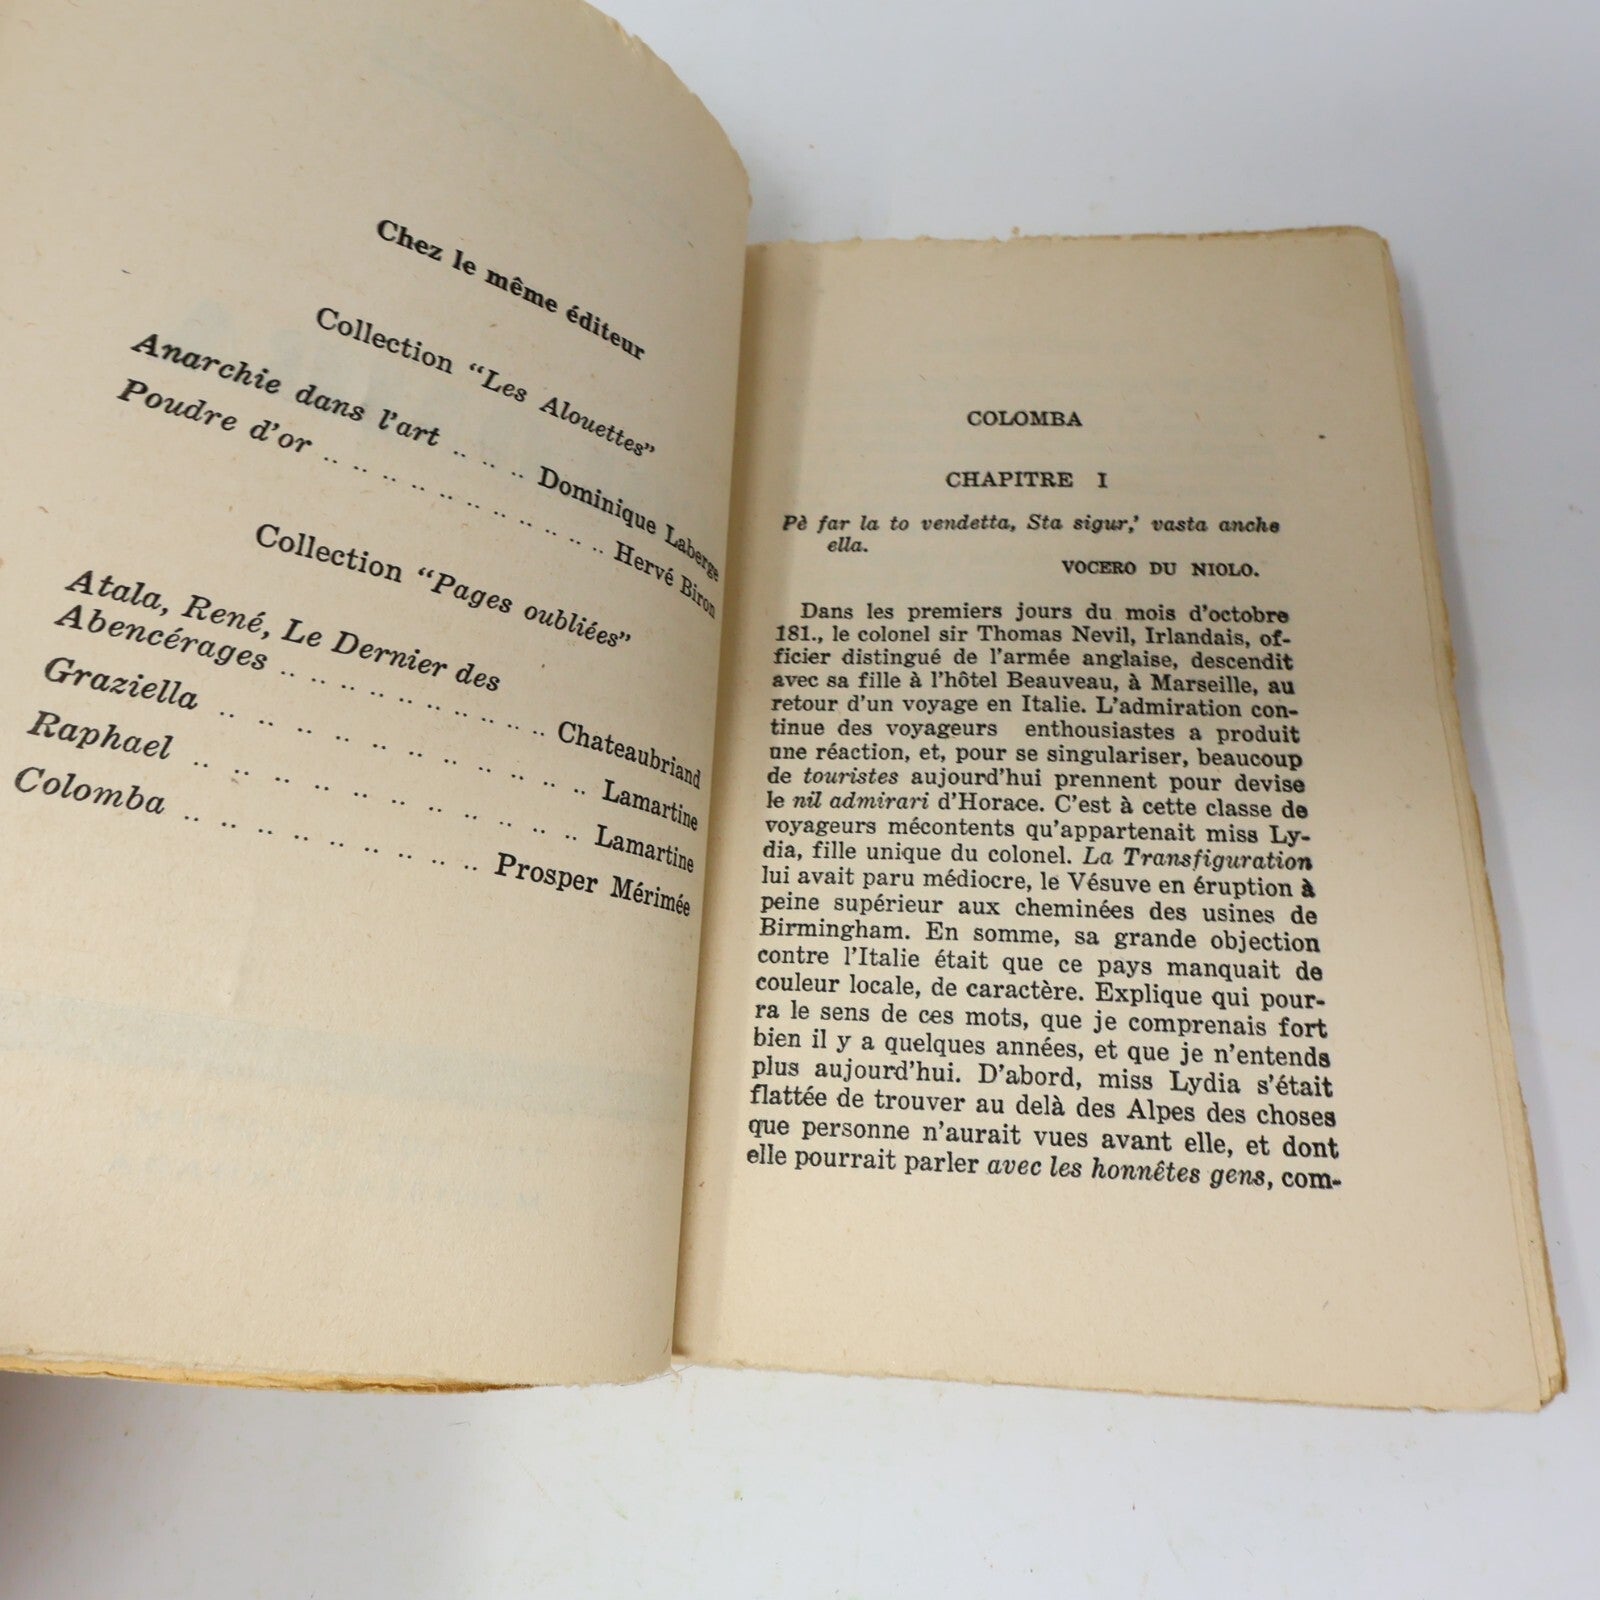 Chez le même éditeur
Collection "Les Alouettes"
Anarchie dans l'art .. .. .. Dominique Laberge
Poudre d'or .. .. .. .. .. .. .. .. .. .. .. Hervé Biron
Collection "Pages oubliées"
Atala, René, Le Dernier des
Abencérages .. .. .. .. .. .. .. .. .. .. Chateaubriand
Graziella .. .. .. .. .. .. .. .. .. .. Lamartine
Raphael .. .. .. .. .. .. .. .. .. .. Lamartine
Colomba .. .. .. .. .. .. .. .. Prosper Mérimée
COLOMBA
CHAPITRE I
Pè far la to vendetta, Sta sigur,' vasta anche
ella.
VOCERO DU NIOLO.
Dans les premiers jours du mois d'octobre
181., le colonel sir Thomas Nevil, Irlandais, of-
ficier distingué de l'armée anglaise, descendit
avec sa fille à l'hôtel Beauveau, à Marseille, au
retour d'un voyage en Italie. L'admiration con-
tinue des voyageurs enthousiastes a produit
une réaction, et, pour se singulariser, beaucoup
de touristes aujourd'hui prennent pour devise
le nil admirari d'Horace. C'est à cette classe de
voyageurs mécontents qu'appartenait miss Ly-
dia, fille unique du colonel. La Transfiguration
lui avait paru médiocre, le Vésuve en éruption à
peine supérieur aux cheminées des usines de
Birmingham. En somme, sa grande objection
contre l'Italie était que ce pays manquait de
couleur locale, de caractère. Explique qui pour-
ra le sens de ces mots, que je comprenais fort
bien il y a quelques années, et que je n'entends
plus aujourd'hui. D'abord, miss Lydia s'était
flattée de trouver au delà des Alpes des choses
que personne n'aurait vues avant elle, et dont
elle pourrait parler avec les honnêtes gens, com-